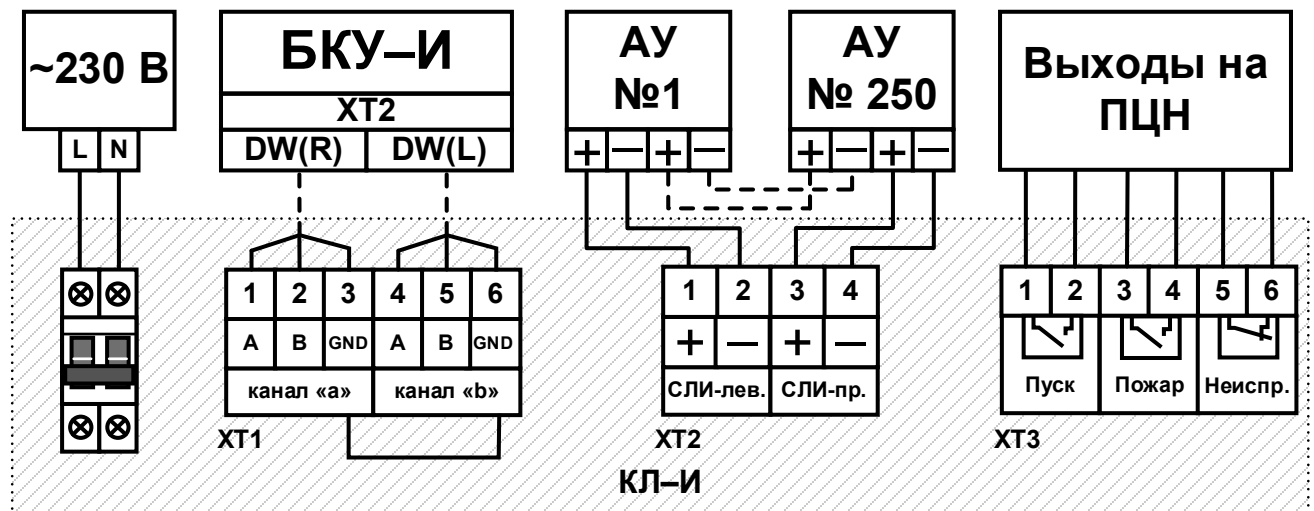 ~230 В
L N
БКУ–И
XT2
DW(R) DW(L)
АУ
№1
+ — + —
АУ
№ 250
+ — + —
Выходы на
ПЦН
1 2 3 4 5 6
A B GND A B GND
канал «a» канал «b»
XT1
1 2 3 4
+ — + —
СЛИ-лев. СЛИ-пр.
XT2
1 2 3 4 5 6
Пуск Пожар Неиспр.
XT3
КЛ–И